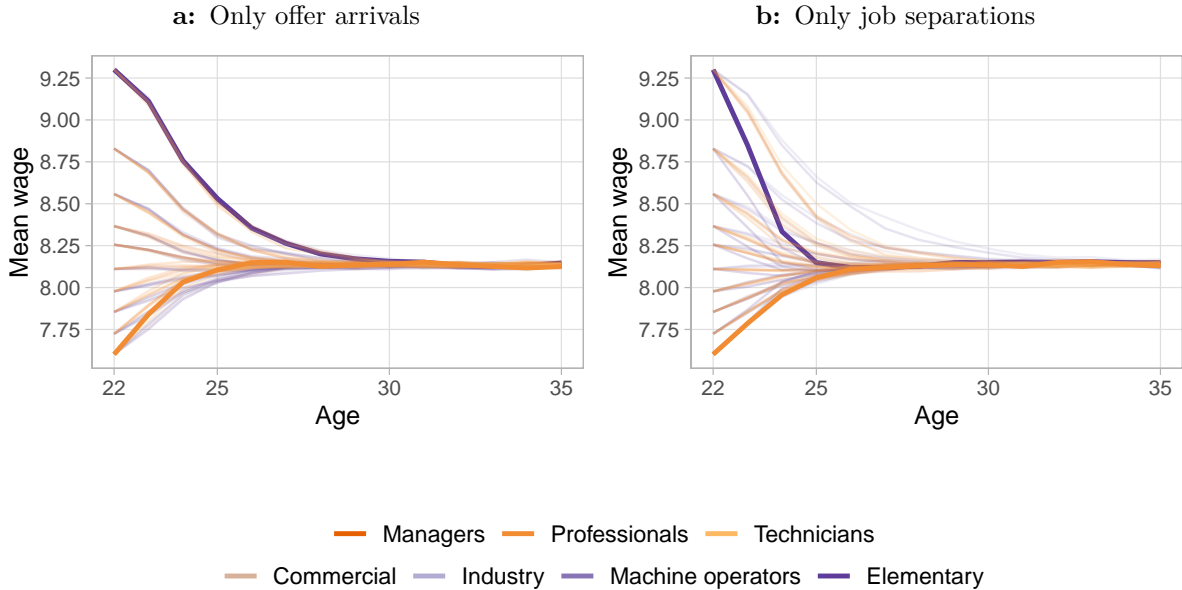 a: Only offer arrivals
Mean wage
9.25
9.00
8.75
8.50
8.25
8.00
7.75
22
25
30
35
Age
b: Only job separations
Mean wage
9.25
9.00
8.75
8.50
8.25
8.00
7.75
22
25
30
35
Age
Managers Professionals Technicians
Commercial Industry Machine operators Elementary